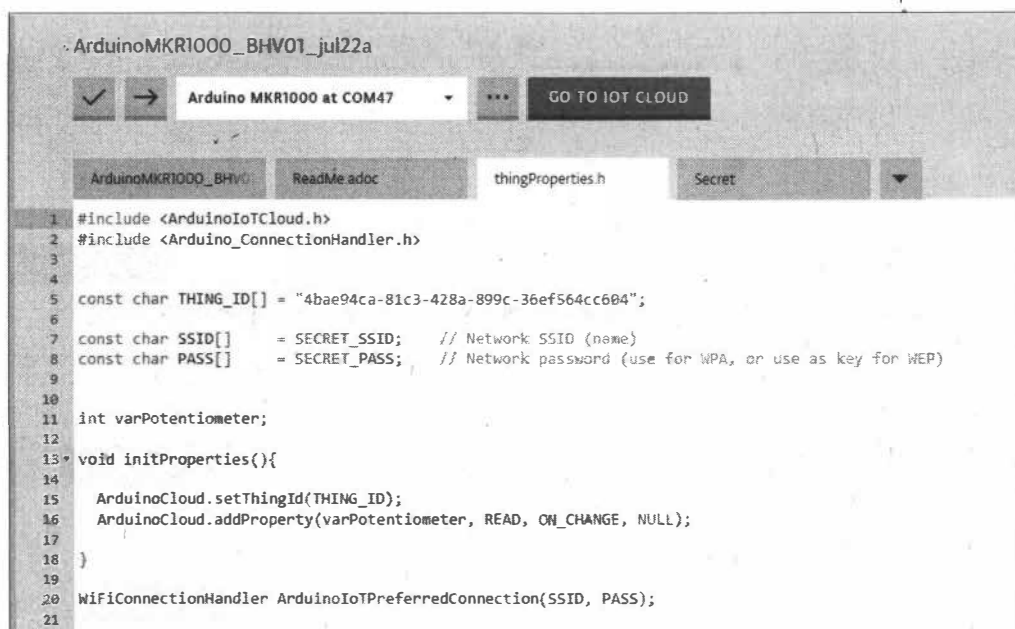 ArduinoMKR1000_BHV01_jul22a
Arduino MKR1000 at COM47
GO TO IOT CLOUD
ArduinoMKR1000_BHV01 ReadMe.adoc thingProperties.h Secret
1 #include <ArduinoIoTCloud.h>
2 #include <Arduino_ConnectionHandler.h>
3
4
5 const char THING_ID[] = "4bae94ca-81c3-428a-899c-36ef564cc604";
6
7 const char SSID[] = SECRET_SSID; // Network SSID (name)
8 const char PASS[] = SECRET_PASS; // Network password (use for WPA, or use as key for WEP)
9
10
11 int varPotentiometer;
12
13 void initProperties(){
14
15 ArduinoCloud.setThingId(THING_ID);
16 ArduinoCloud.addProperty(varPotentiometer, READ, ON_CHANGE, NULL);
17
18 }
19
20 WiFiConnectionHandler ArduinoIoTPreferredConnection(SSID, PASS);
21